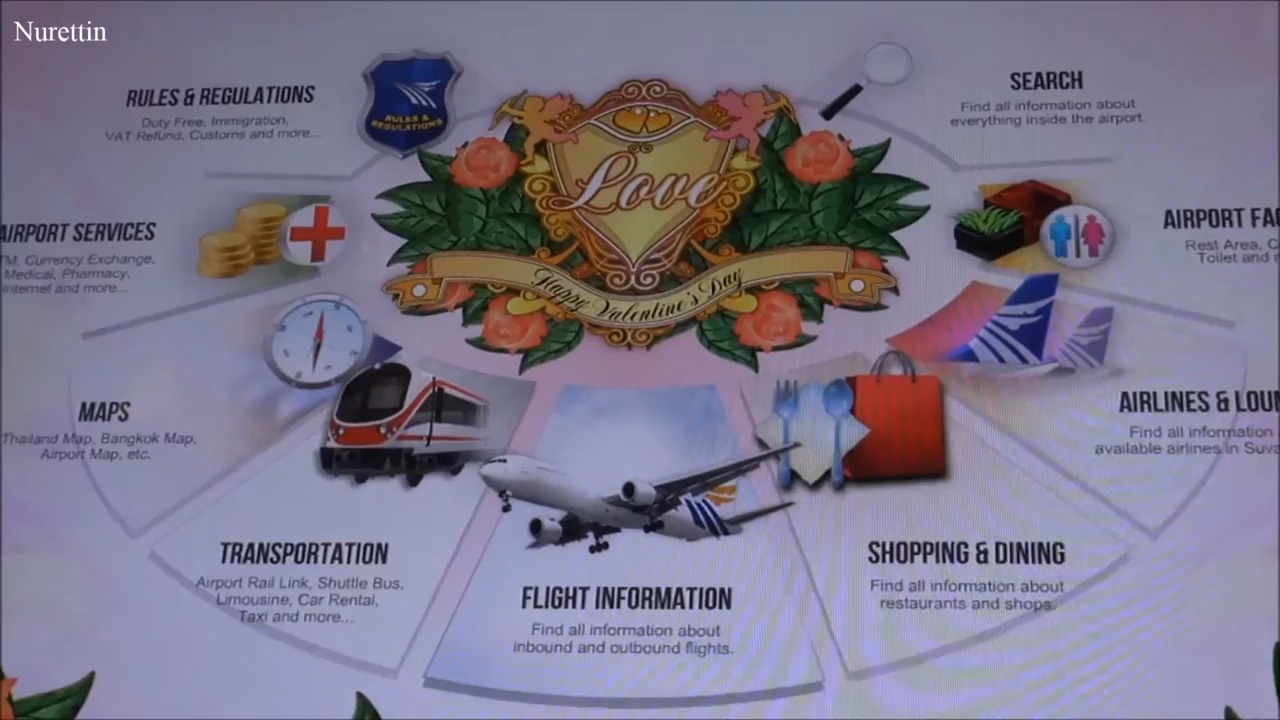 Nurettin
RULES & REGULATIONS
Duty Free, Immigration,
VAT Refund, Customs and more...
RULES &
REGULATIONS
SEARCH
Find all information about
everything inside the airport.
Love
Happy Valentine's Day
AIRPORT SERVICES
TM, Currency Exchange,
Medical, Pharmacy,
Internet and more...
AIRPORT FA
Rest Area, C
Toilet and
MAPS
Thailand Map, Bangkok Map,
Airport Map, etc.
AIRLINES & LOUN
Find all information
available airlines in Suva
TRANSPORTATION
Airport Rail Link, Shuttle Bus,
Limousine, Car Rental,
Taxi and more...
FLIGHT INFORMATION
Find all information about
inbound and outbound flights.
SHOPPING & DINING
Find all information about
restaurants and shops.